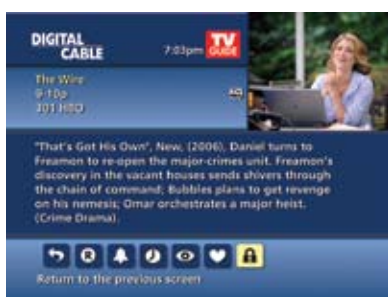 DIGITAL
CABLE
7:03pm
TV
GUIDE
The Wire
9-10p
301 HBO
"That's Got His Own", New, (2006), Daniel turns to
Freamon to re-open the major-crimes unit. Freamon's
discovery in the vacant houses sends shivers through
the chain of command; Bubbles plans to get revenge
on his nemesis; Omar orchestrates a major heist.
(Crime Drama).
R
Return to the previous screen